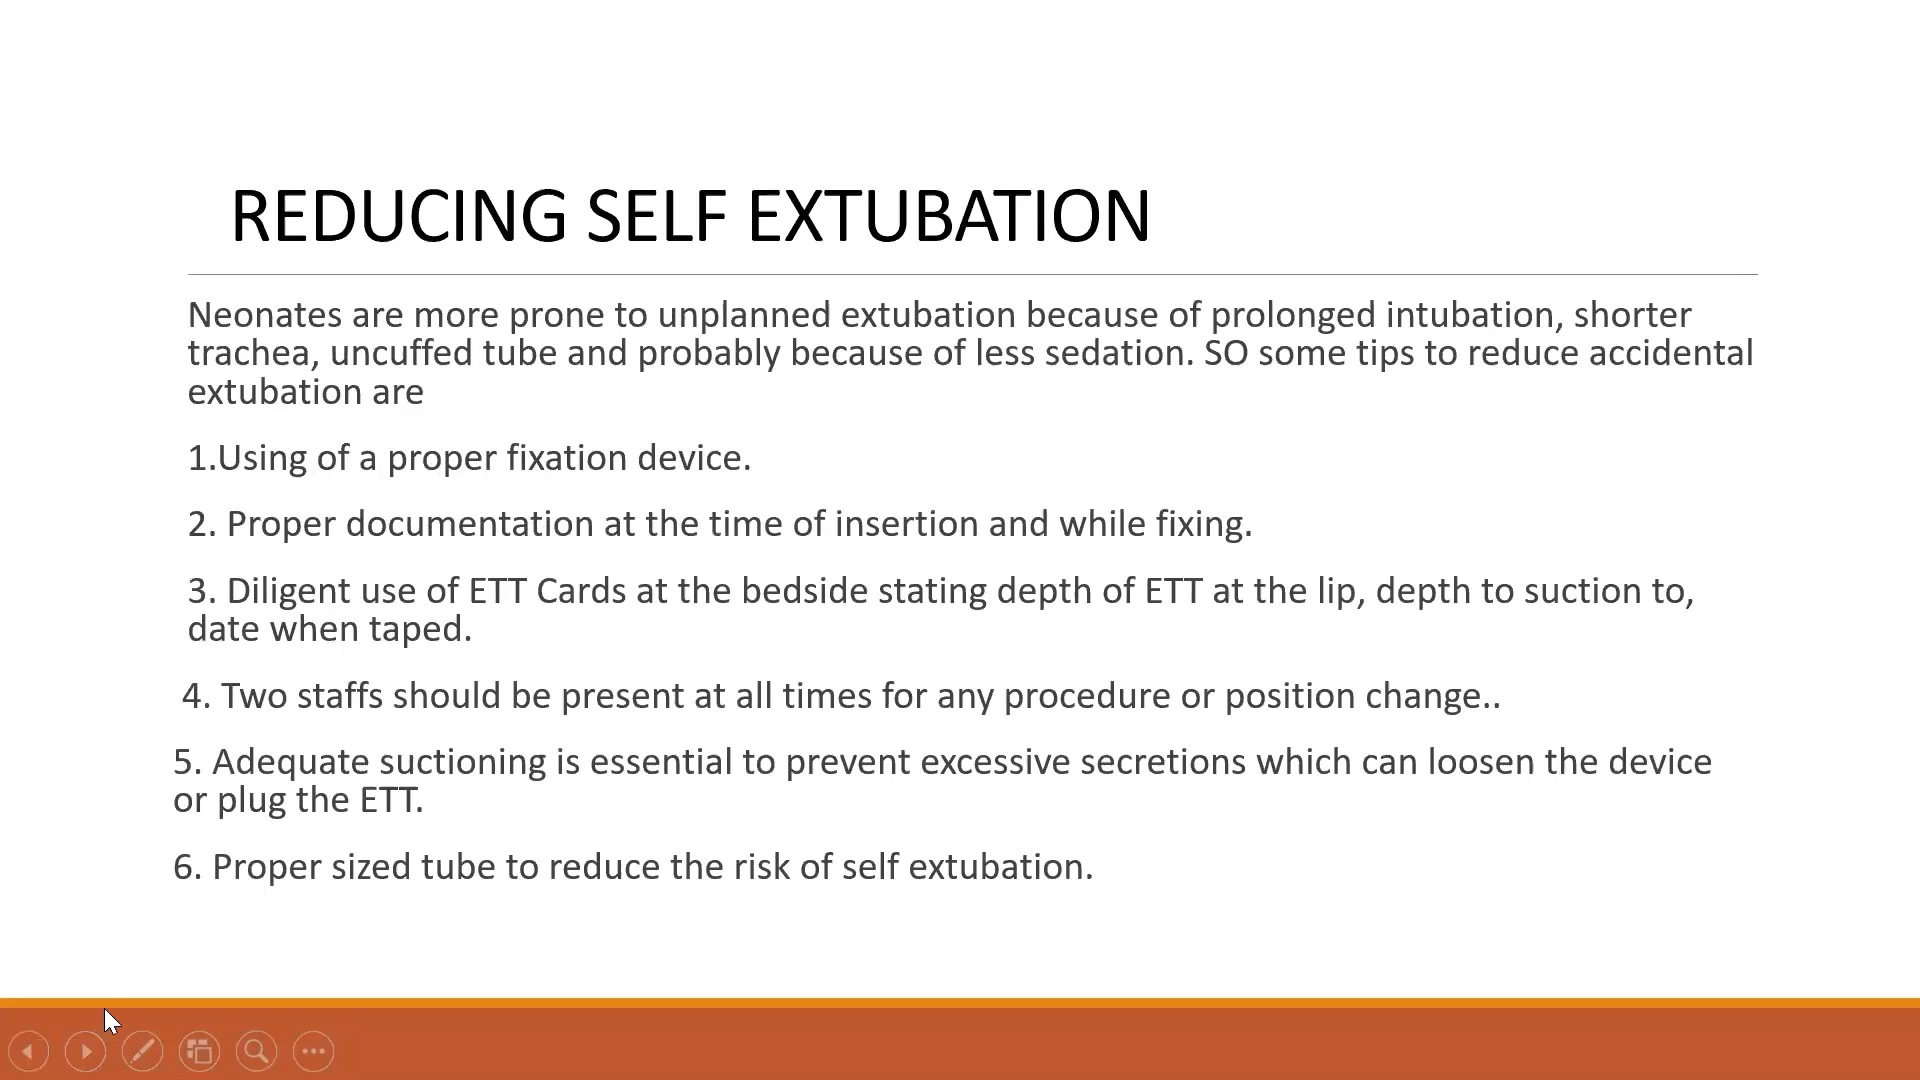 REDUCING SELF EXTUBATION
Neonates are more prone to unplanned extubation because of prolonged intubation, shorter
trachea, uncuffed tube and probably because of less sedation. SO some tips to reduce accidental
extubation are
1.Using of a proper fixation device.
2. Proper documentation at the time of insertion and while fixing.
3. Diligent use of ETT Cards at the bedside stating depth of ETT at the lip, depth to suction to,
date when taped.
4. Two staffs should be present at all times for any procedure or position change..
5. Adequate suctioning is essential to prevent excessive secretions which can loosen the device
or plug the ETT.
6. Proper sized tube to reduce the risk of self extubation.